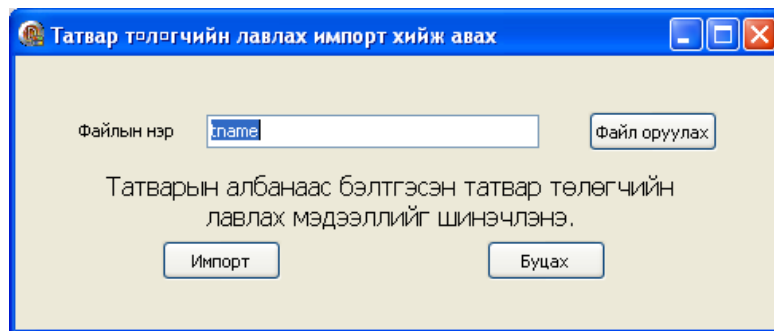 Татвар т¤л¤гчийн лавлах импорт хийж авах
Файлын нэр tname Файл оруулах
Татварын албанаас бэлтгэсэн татвар төлөгчийн
лавлах мэдээллийг шинэчлэнэ.
Импорт Буцах